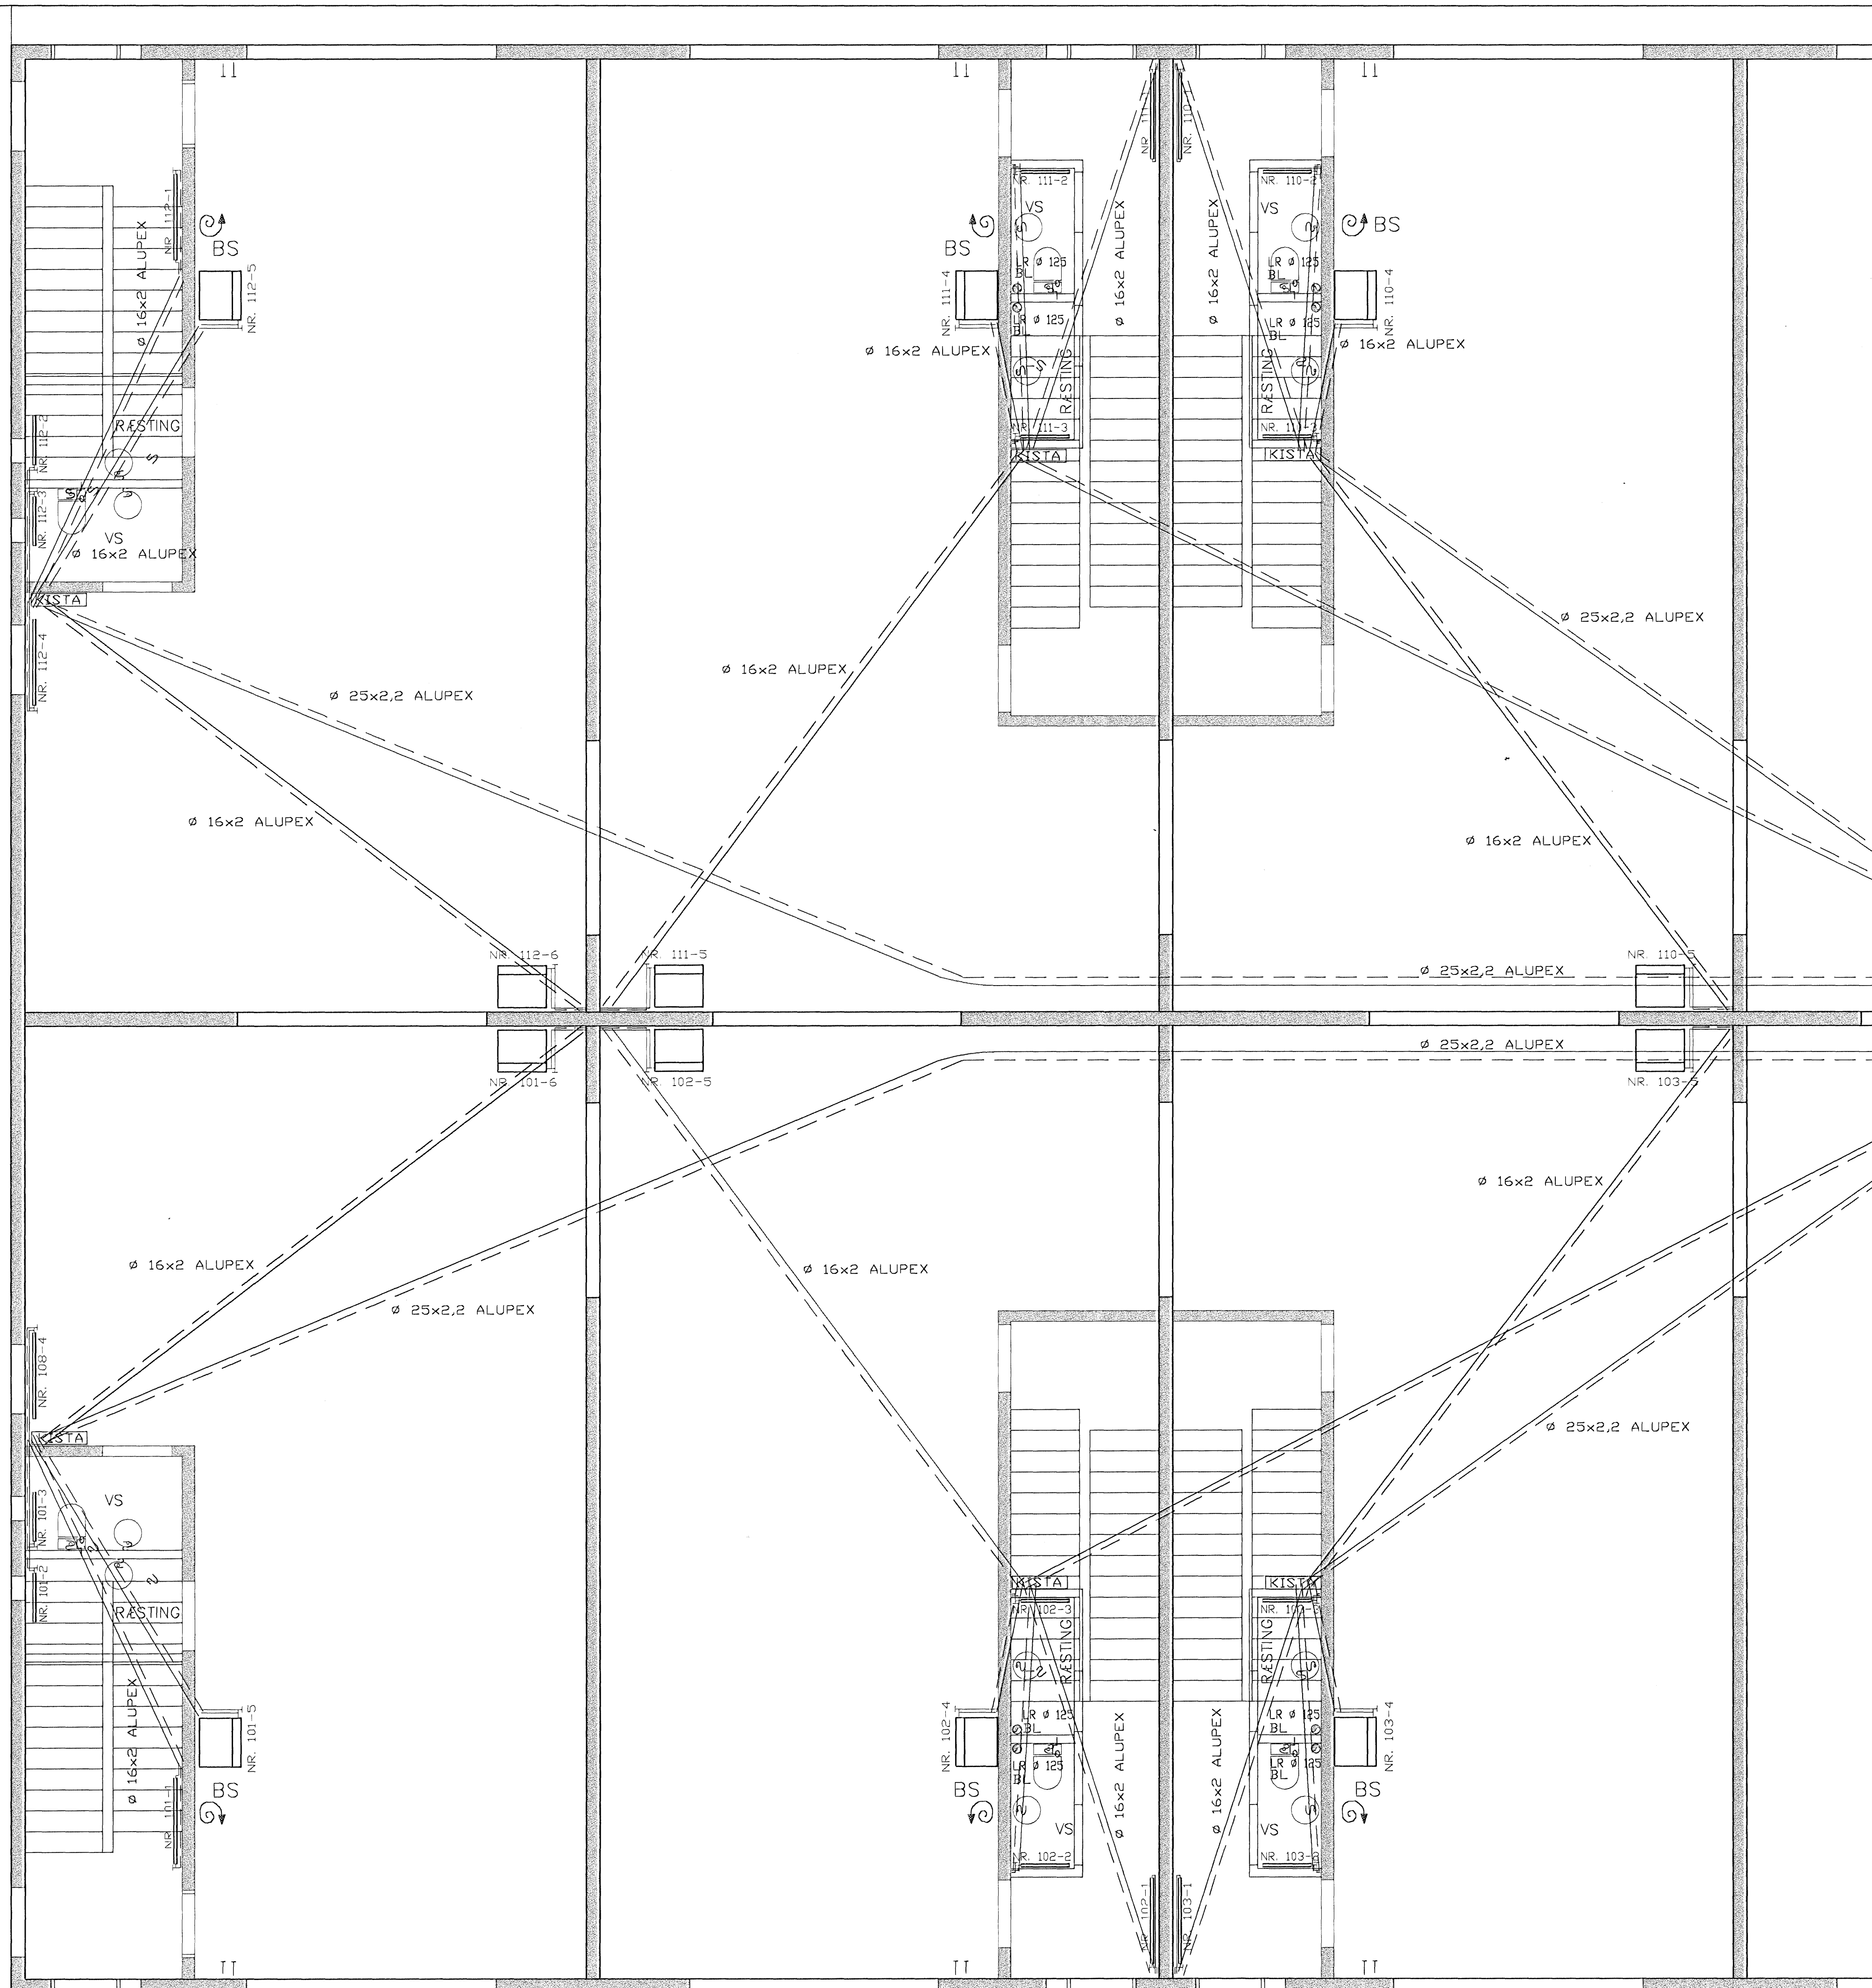 NR. 111-2
NR. 110-2
VS
VS
NR. 112-1
Ø 16x2 ALUPEX
Ø 16x2 ALUPEX
Ø 16x2 ALUPEX
BS
BS
BS
LR Ø 125
BL
LR Ø 125
BL
NR. 112-5
NR. 111-4
NR. 110-4
LR Ø 125
BL
LR Ø 125
BL
Ø 16x2 ALUPEX
Ø 16x2 ALUPEX
RÆSTING
RÆSTING
NR. 112-2
RÆSTING
NR. 111-3
KISTA
KISTA
NR. 112-3
VS
Ø 16x2 ALUPEX
KISTA
Ø 25x2,2 ALUPEX
NR. 112-4
Ø 16x2 ALUPEX
Ø 25x2,2 ALUPEX
Ø 16x2 ALUPEX
Ø 16x2 ALUPEX
NR. 112-6
NR. 111-5
NR. 110-5
Ø 25x2,2 ALUPEX
Ø 25x2,2 ALUPEX
NR. 101-6
NR. 102-5
NR. 103-5
Ø 16x2 ALUPEX
Ø 16x2 ALUPEX
Ø 16x2 ALUPEX
Ø 25x2,2 ALUPEX
NR. 108-4
Ø 25x2,2 ALUPEX
KISTA
NR. 101-3
VS
NR. 101-2
RÆSTING
KISTA
KISTA
NR. 102-3
RÆSTING
RÆSTING
Ø 16x2 ALUPEX
NR. 101-5
NR. 102-4
LR Ø 125
BL
LR Ø 125
BL
NR. 103-4
Ø 16x2 ALUPEX
Ø 16x2 ALUPEX
LR Ø 125
BL
LR Ø 125
BL
BS
BS
BS
NR. 101-1
VS
VS
NR. 102-2
NR. 103-2
NR. 102-1
NR. 103-1